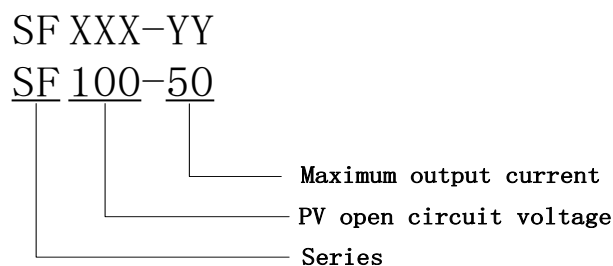 SF XXX-YY
SF 100-50
Maximum output current
PV open circuit voltage
Series